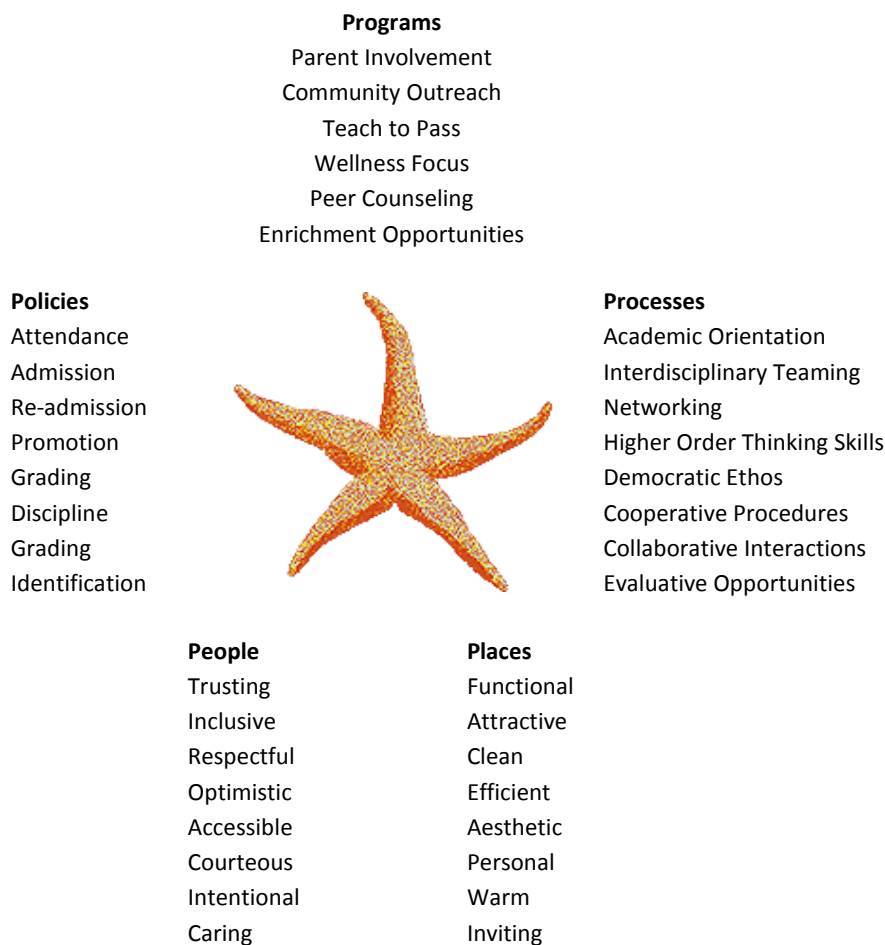 Programs
Parent Involvement
Community Outreach
Teach to Pass
Wellness Focus
Peer Counseling
Enrichment Opportunities
Policies
Attendance
Admission
Re-admission
Promotion
Grading
Discipline
Grading
Identification
Processes
Academic Orientation
Interdisciplinary Teaming
Networking
Higher Order Thinking Skills
Democratic Ethos
Cooperative Procedures
Collaborative Interactions
Evaluative Opportunities
People
Trusting
Inclusive
Respectful
Optimistic
Accessible
Courteous
Intentional
Caring
Places
Functional
Attractive
Clean
Efficient
Aesthetic
Personal
Warm
Inviting